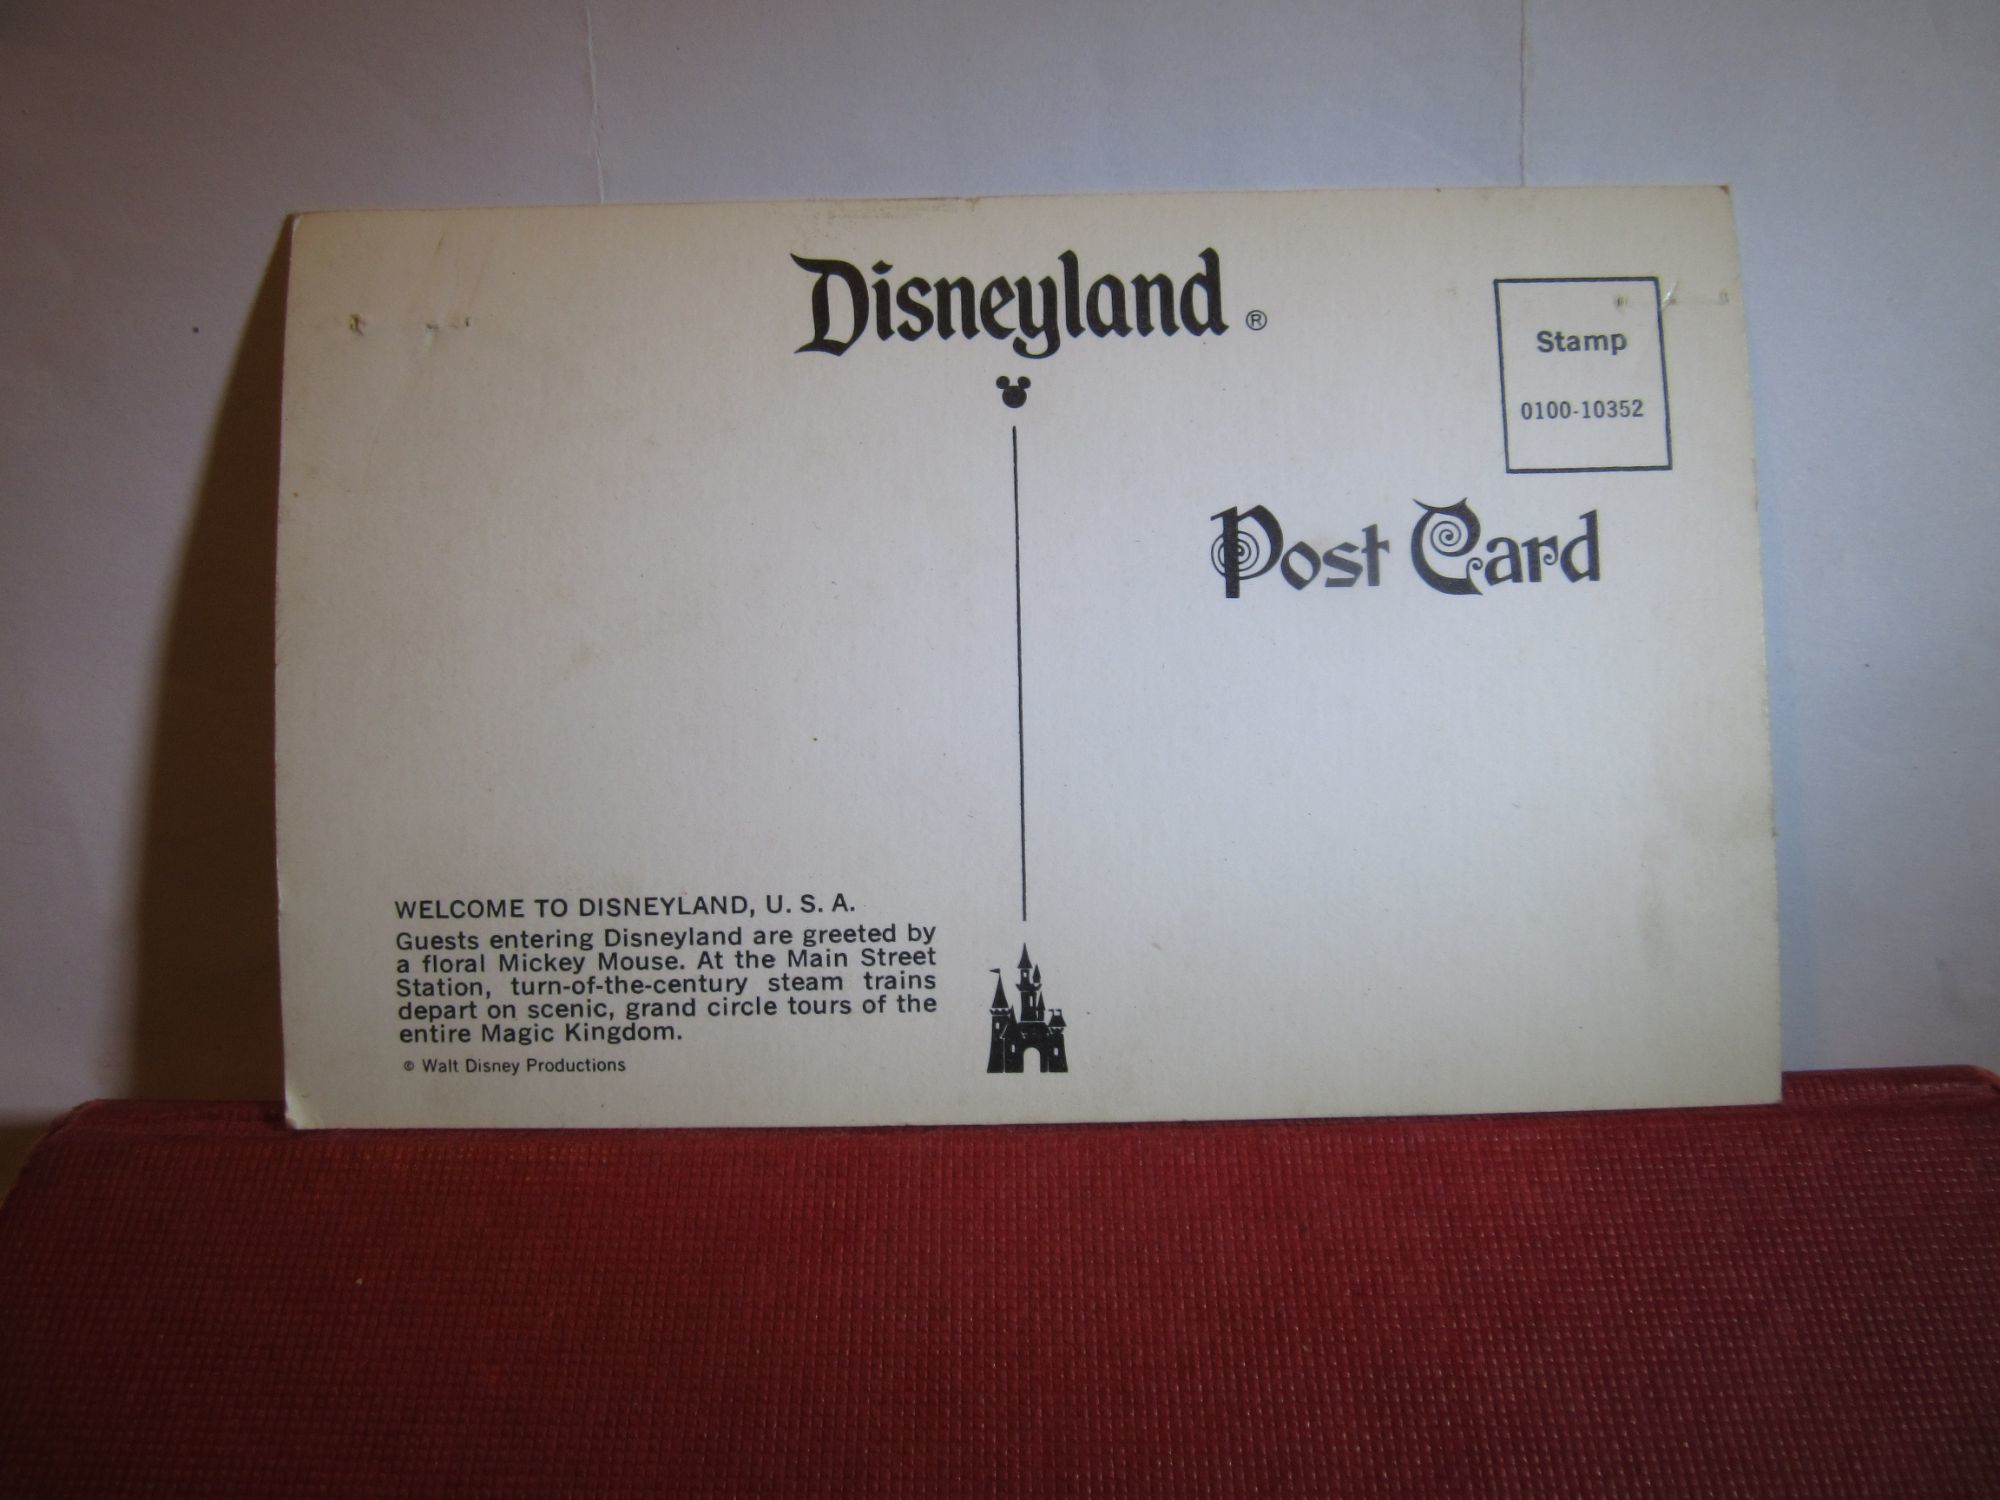 Disneyland ®
Stamp
0100-10352
Post Card
WELCOME TO DISNEYLAND, U. S. A.
Guests entering Disneyland are greeted by
a floral Mickey Mouse. At the Main Street
Station, turn-of-the-century steam trains
depart on scenic, grand circle tours of the
entire Magic Kingdom.
© Walt Disney Productions